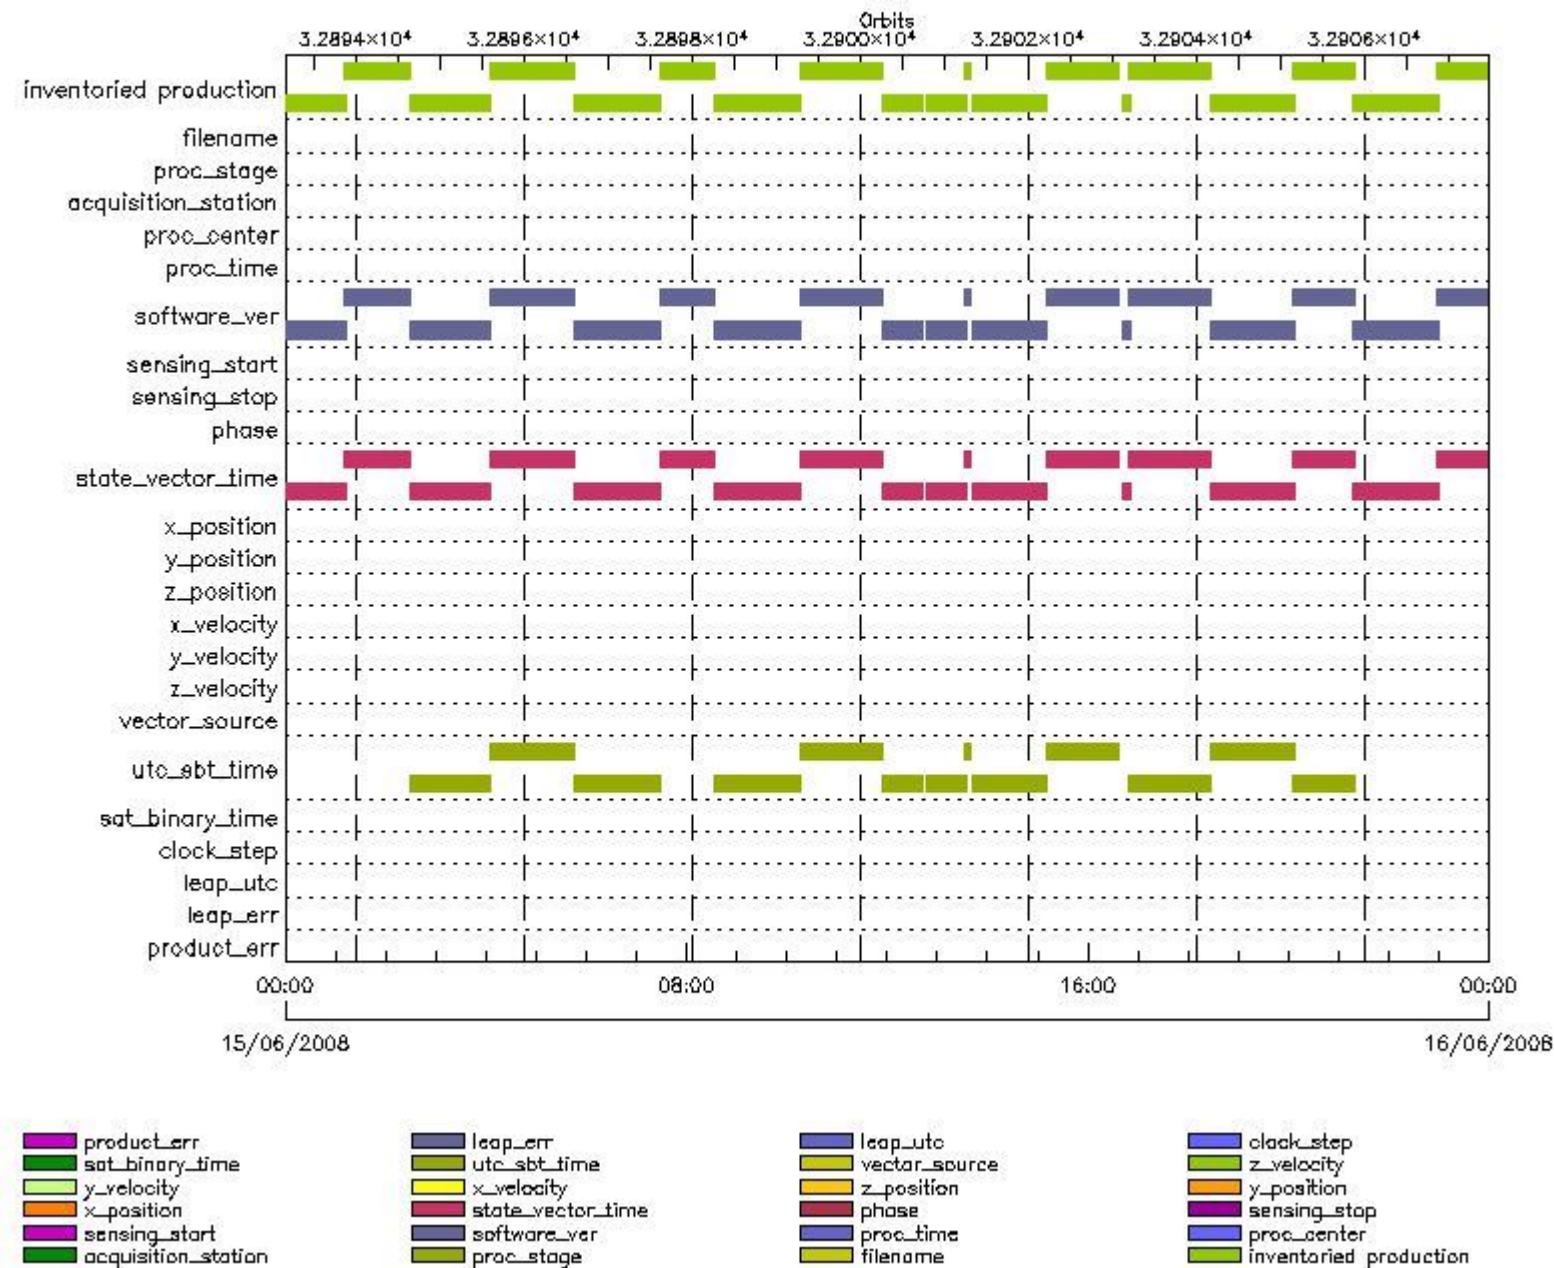 Orbits
3.2894×10⁴ 3.2896×10⁴ 3.2898×10⁴ 3.2900×10⁴ 3.2902×10⁴ 3.2904×10⁴ 3.2906×10⁴
inventoried production
filename
proc_stage
acquisition_station
proc_center
proc_time
software_ver
sensing_start
sensing_stop
phase
state_vector_time
x_position
y_position
z_position
x_velocity
y_velocity
z_velocity
vector_source
utc_sbt_time
sat_binary_time
clock_step
leap_utc
leap_err
product_err
00:00 08:00 16:00 00:00
15/06/2008 16/06/2008
product_err leap_err leap_utc clock_step
sat_binary_time utc_sbt_time vector_source z_velocity
y_velocity x_velocity z_position y_position
x_position state_vector_time phase sensing_stop
sensing_start software_ver proc_time proc_center
acquisition_station proc_stage filename inventoried production